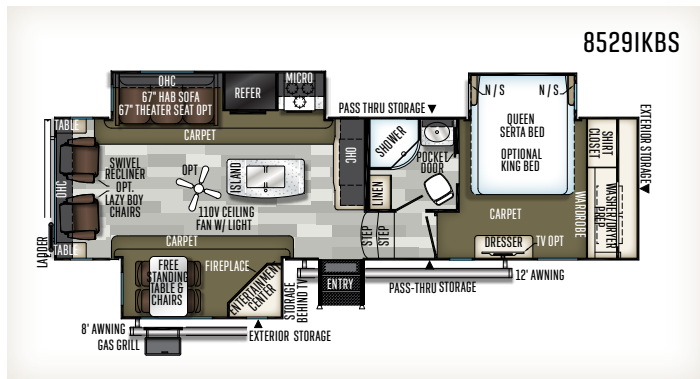 8529IKBS
OHC
67" HAB SOFA
67" THEATER SEAT OPT
REFER
MICRO
PASS THRU STORAGE
N/S
N/S
QUEEN
SERTA BED
OPTIONAL
KING BED
EXTERIOR STORAGE
SHIRT
CLOSET
WASHER/DRYER
PREP
WARDROBE
TABLE
CARPET
SHOWER
POCKET
DOOR
OHC
SWIVEL
RECLINER
OPT.
LAZY BOY
CHAIRS
OPT
ISLAND
OHC
LINEN
110V CEILING
FAN W/ LIGHT
STEP
STEP
CARPET
DRESSER
TV OPT
TABLE
LADDER
CARPET
FREE
STANDING
TABLE &
CHAIRS
FIREPLACE
ENTERTAINMENT
CENTER
STORAGE
BEHIND TV
ENTRY
12' AWNING
PASS-THRU STORAGE
8' AWNING
EXTERIOR STORAGE
GAS GRILL